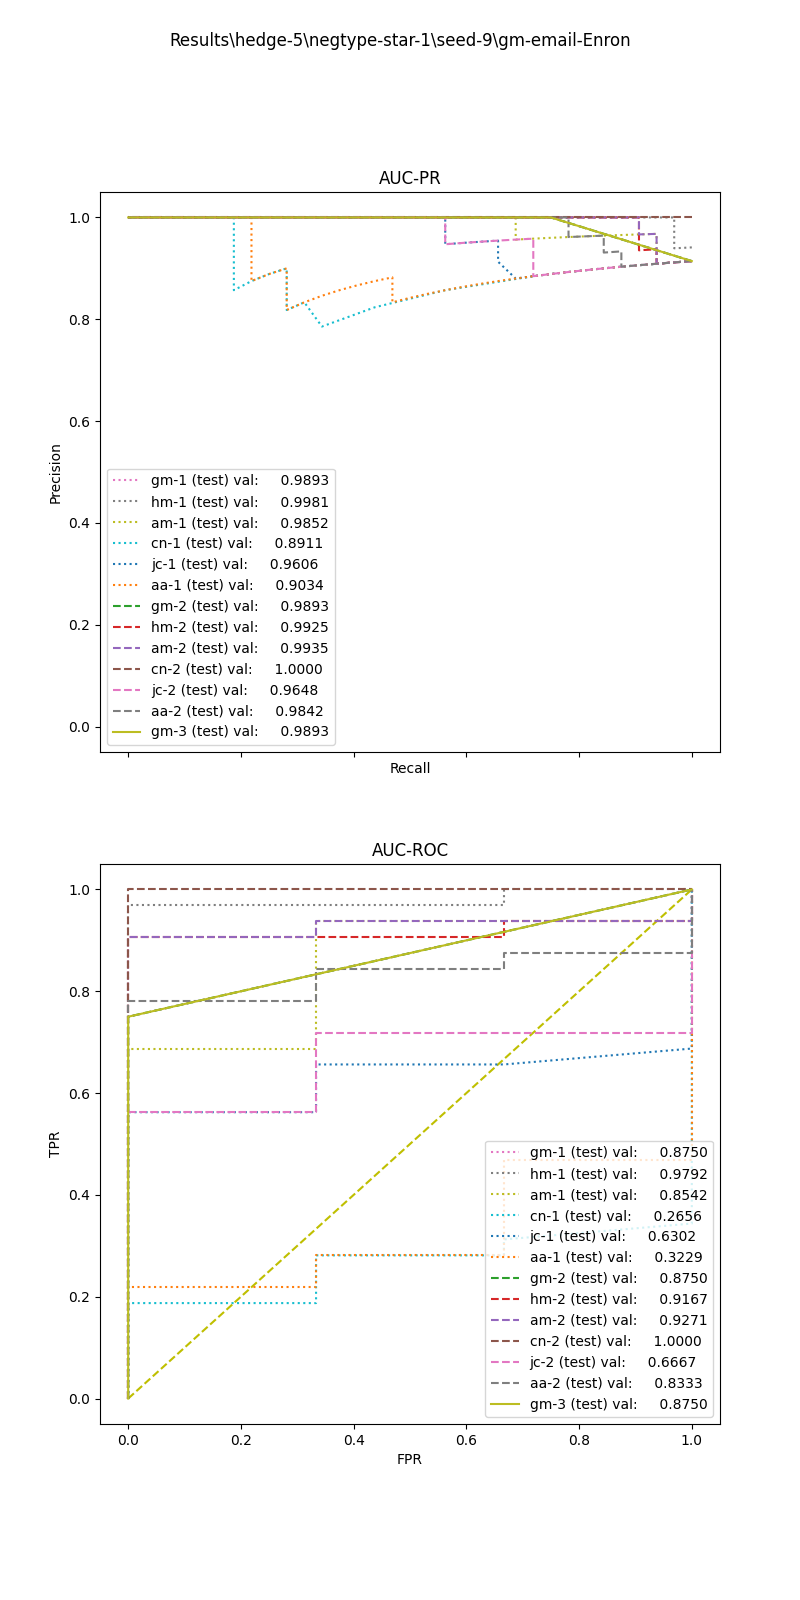 Results\hedge-5\negtype-star-1\seed-9\gm-email-Enron
AUC-PR
1.0
0.8
0.6
0.4
0.2
0.0
Precision
gm-1 (test) val: 0.9893
hm-1 (test) val: 0.9981
am-1 (test) val: 0.9852
cn-1 (test) val: 0.8911
jc-1 (test) val: 0.9606
aa-1 (test) val: 0.9034
gm-2 (test) val: 0.9893
hm-2 (test) val: 0.9925
am-2 (test) val: 0.9935
cn-2 (test) val: 1.0000
jc-2 (test) val: 0.9648
aa-2 (test) val: 0.9842
gm-3 (test) val: 0.9893
Recall
AUC-ROC
1.0
0.8
0.6
0.4
0.2
0.0
TPR
gm-1 (test) val: 0.8750
hm-1 (test) val: 0.9792
am-1 (test) val: 0.8542
cn-1 (test) val: 0.2656
jc-1 (test) val: 0.6302
aa-1 (test) val: 0.3229
gm-2 (test) val: 0.8750
hm-2 (test) val: 0.9167
am-2 (test) val: 0.9271
cn-2 (test) val: 1.0000
jc-2 (test) val: 0.6667
aa-2 (test) val: 0.8333
gm-3 (test) val: 0.8750
0.0 0.2 0.4 0.6 0.8 1.0
FPR